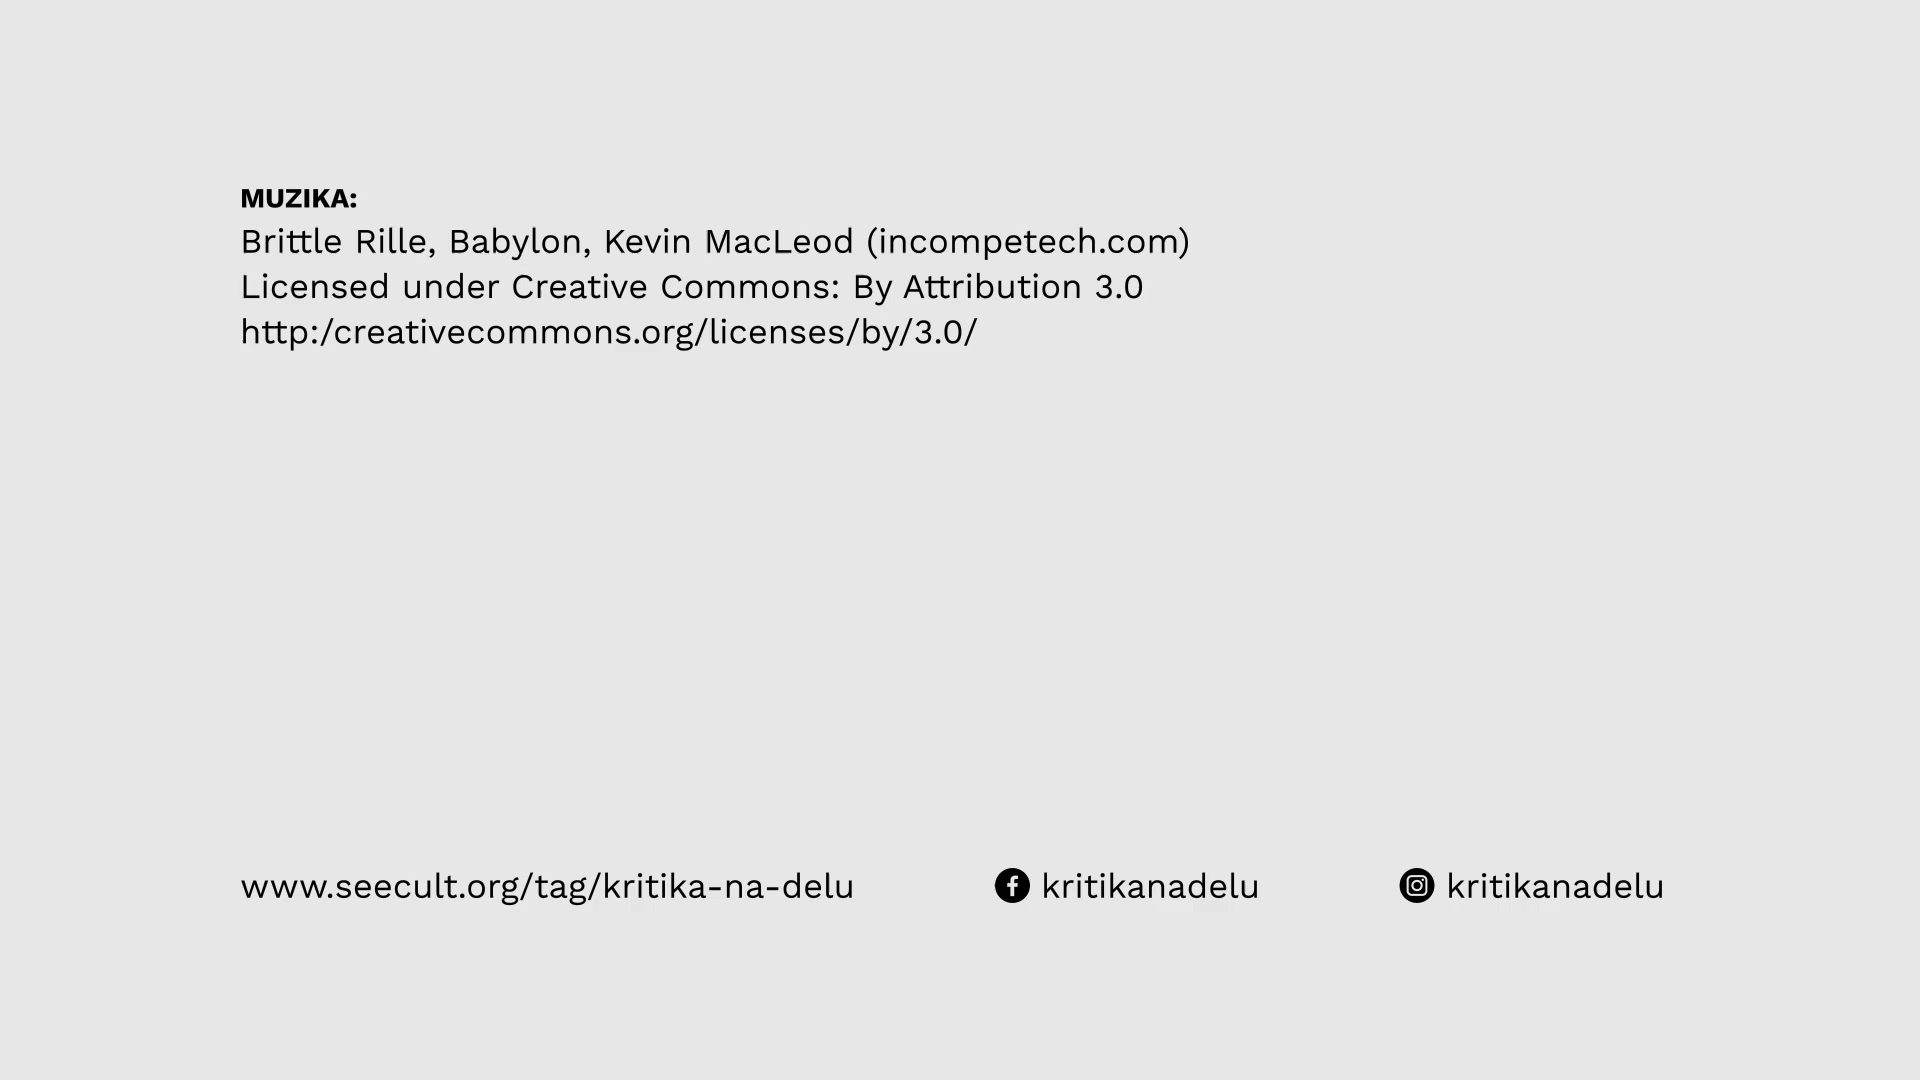 MUZIKA:
Brittle Rille, Babylon, Kevin MacLeod (incompetech.com)
Licensed under Creative Commons: By Attribution 3.0
http:/creativecommons.org/licenses/by/3.0/
www.seecult.org/tag/kritika-na-delu
kritikanadelu
kritikanadelu